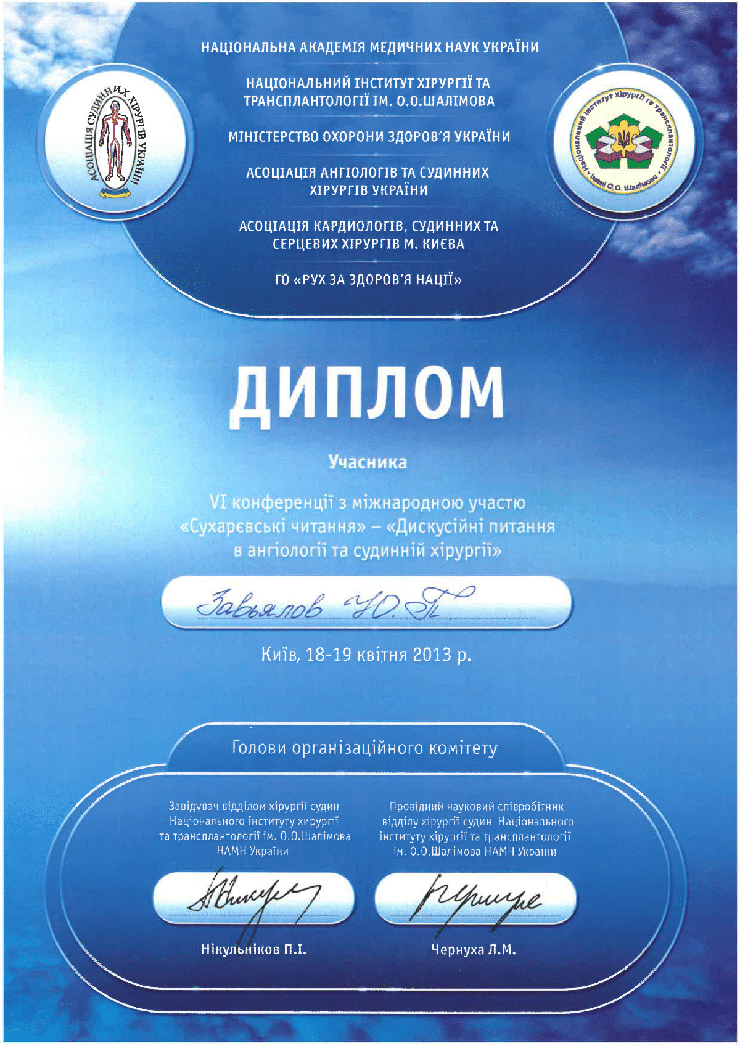 НАЦІОНАЛЬНА АКАДЕМІЯ МЕДИЧНИХ НАУК УКРАЇНИ
НАЦІОНАЛЬНИЙ ІНСТИТУТ ХІРУРГІЇ ТА
ТРАНСПЛАНТОЛОГІЇ ІМ. О.О.ШАЛІМОВА
МІНІСТЕРСТВО ОХОРОНИ ЗДОРОВ'Я УКРАЇНИ
АСОЦІАЦІЯ АНГІОЛОГІВ ТА СУДИННИХ
ХІРУРГІВ УКРАЇНИ
АСОЦІАЦІЯ КАРДИОЛОГІВ, СУДИННИХ ТА
СЕРЦЕВИХ ХІРУРГІВ М. КИЄВА
ГО «РУХ ЗА ЗДОРОВ'Я НАЦІЇ»
АСОЦІАЦІЯ СУДИННИХ ХІРУРГІВ УКРАЇНИ
Національний інститут хірургії та трансплантології
імені О.О. Шалімова
ДИПЛОМ
Учасника
VI конференції з міжнародною участю
«Сухарєвські читання» – «Дискусійні питання
в ангіології та судинній хірургії»
Завьялов Ю. П.
Київ, 18-19 квітня 2013 р.
Голови організаційного комітету
Завідувач відділом хірургії судин
Національного інституту хирургії
та трансплантології ім. О.О.Шалімова
НАМН України
Нікульніков П.І.
Провідний науковий співробітник
відділу хірургії судин Національного
інституту хірургії та трансплантології
ім. О.О.Шалімова НАМН України
Чернуха Л.М.